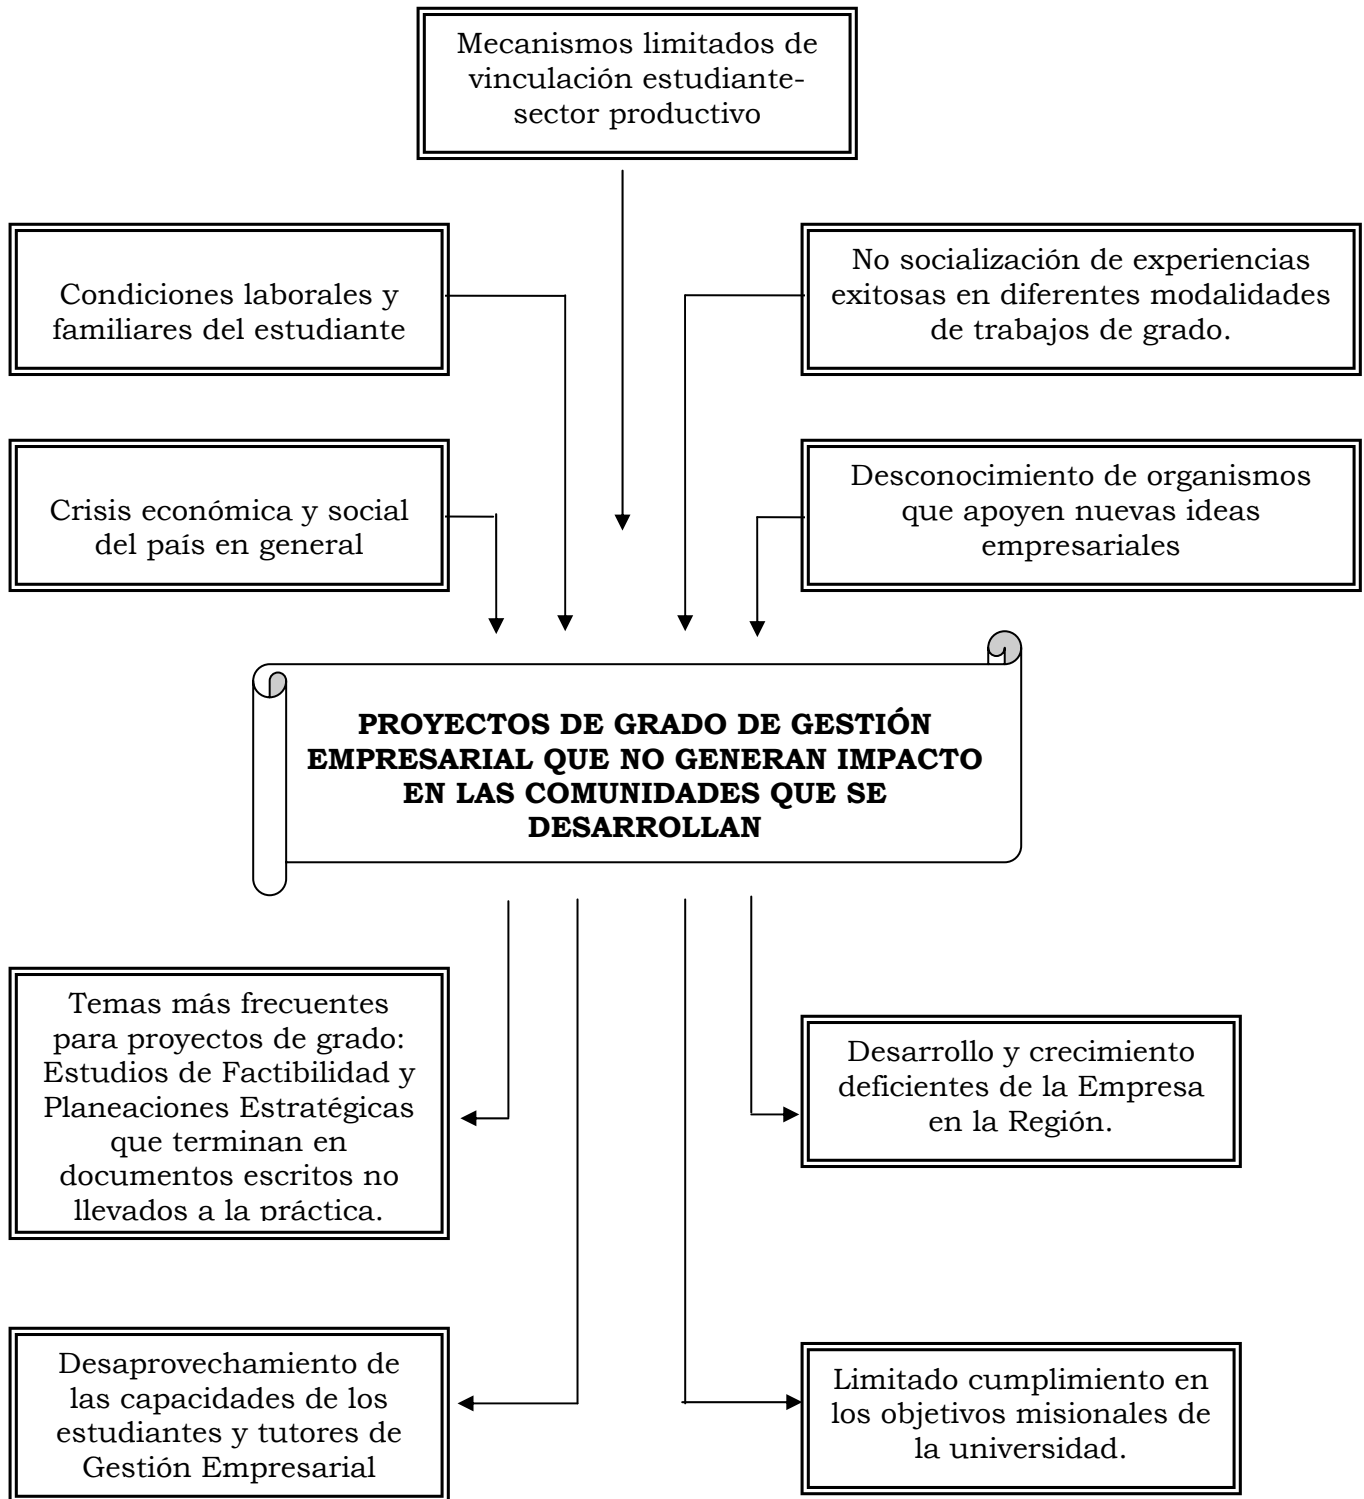 Mecanismos limitados de
vinculación estudiante-
sector productivo
Condiciones laborales y
familiares del estudiante
No socialización de experiencias
exitosas en diferentes modalidades
de trabajos de grado.
Crisis económica y social
del país en general
Desconocimiento de organismos
que apoyen nuevas ideas
empresariales
PROYECTOS DE GRADO DE GESTIÓN
EMPRESARIAL QUE NO GENERAN IMPACTO
EN LAS COMUNIDADES QUE SE
DESARROLLAN
Temas más frecuentes
para proyectos de grado:
Estudios de Factibilidad y
Planeaciones Estratégicas
que terminan en
documentos escritos no
llevados a la práctica.
Desarrollo y crecimiento
deficientes de la Empresa
en la Región.
Desaprovechamiento de
las capacidades de los
estudiantes y tutores de
Gestión Empresarial
Limitado cumplimiento en
los objetivos misionales de
la universidad.